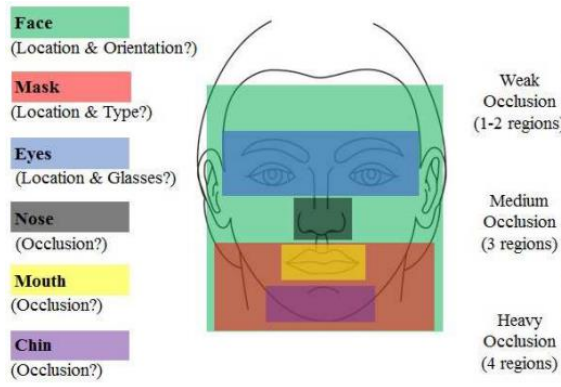 Face
(Location & Orientation?)
Mask
(Location & Type?)
Eyes
(Location & Glasses?)
Nose
(Occlusion?)
Mouth
(Occlusion?)
Chin
(Occlusion?)
Weak
Occlusion
(1-2 regions)
Medium
Occlusion
(3 regions)
Heavy
Occlusion
(4 regions)